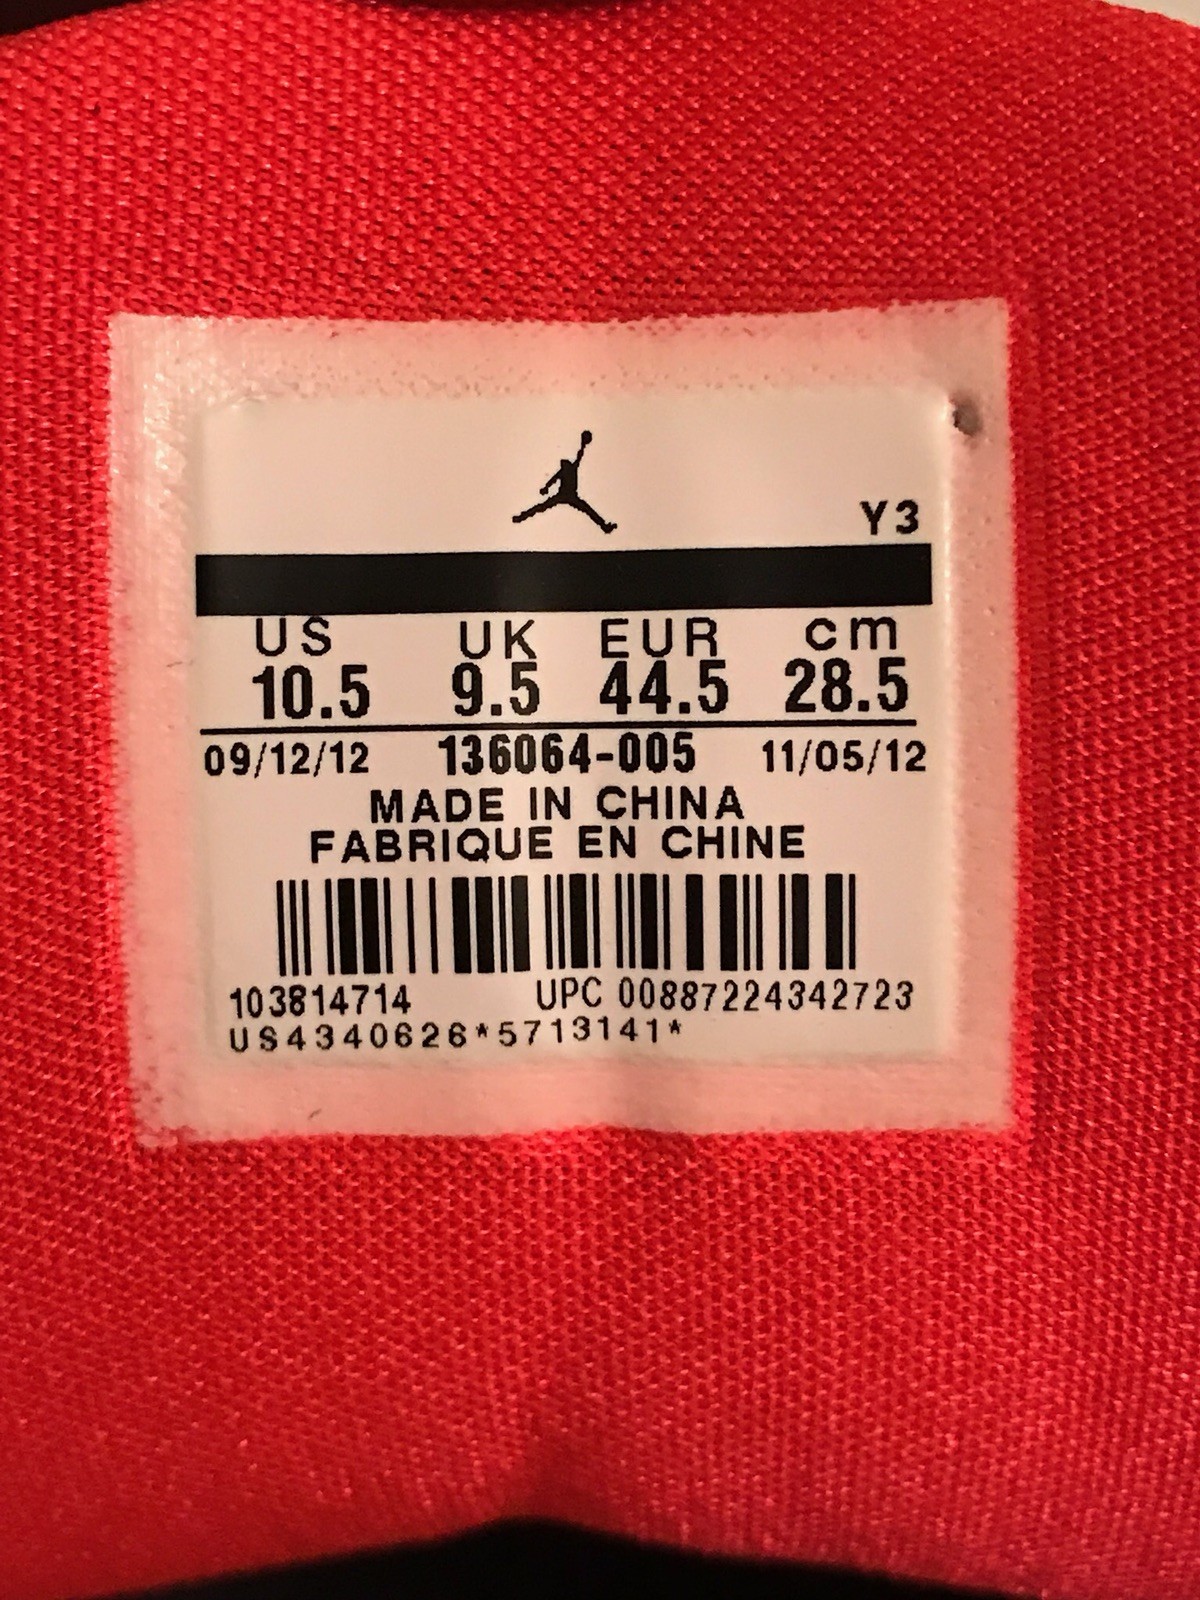 Y3
US UK EUR cm
10.5 9.5 44.5 28.5
09/12/12 136064-005 11/05/12
MADE IN CHINA
FABRIQUE EN CHINE
103814714 UPC 00887224342723
US4340626*5713141*